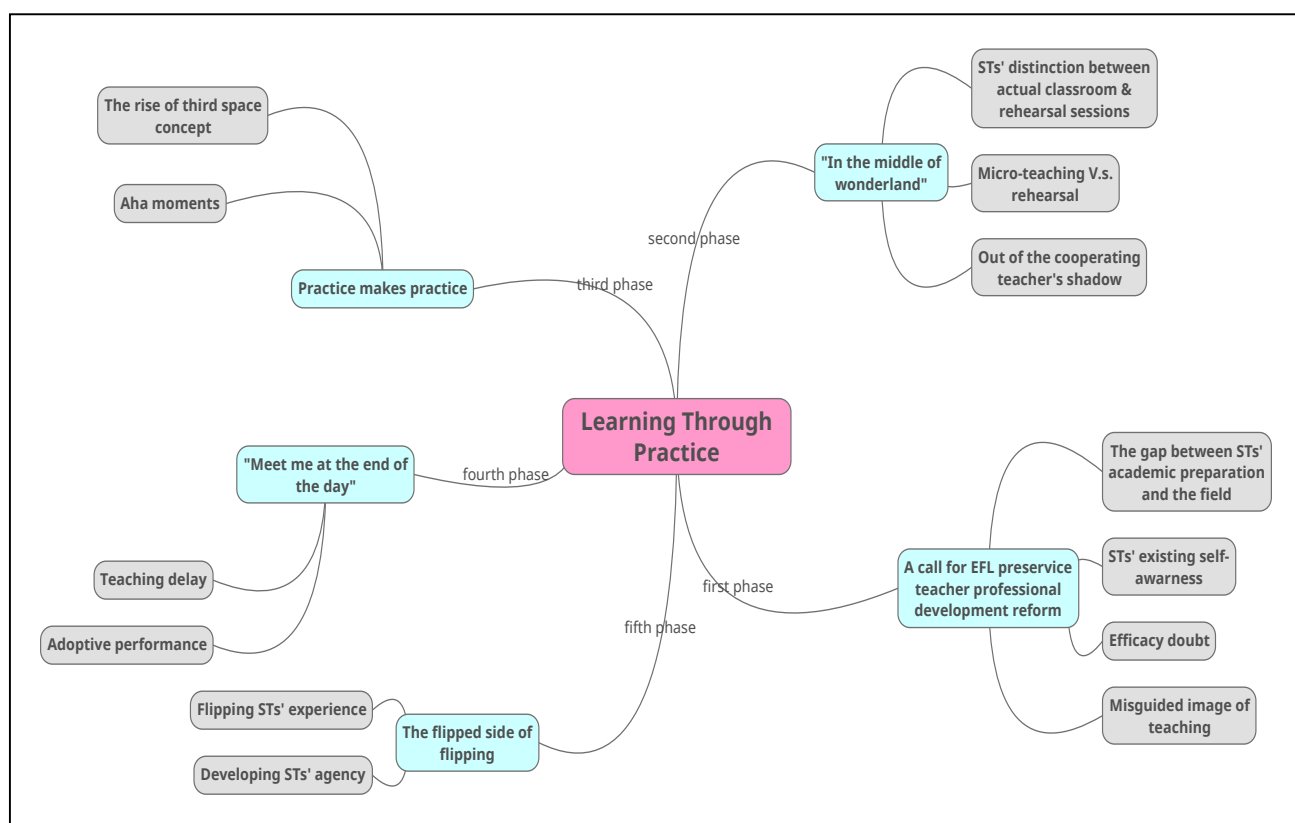 Learning Through
Practice
first phase
A call for EFL preservice
teacher professional
development reform
The gap between STs'
academic preparation
and the field
STs' existing self-
awarness
Efficacy doubt
Misguided image of
teaching
second phase
"In the middle of
wonderland"
STs' distinction between
actual classroom &
rehearsal sessions
Micro-teaching V.s.
rehearsal
Out of the cooperating
teacher's shadow
third phase
Practice makes practice
The rise of third space
concept
Aha moments
fourth phase
"Meet me at the end of
the day"
Teaching delay
Adoptive performance
fifth phase
The flipped side of
flipping
Flipping STs' experience
Developing STs' agency